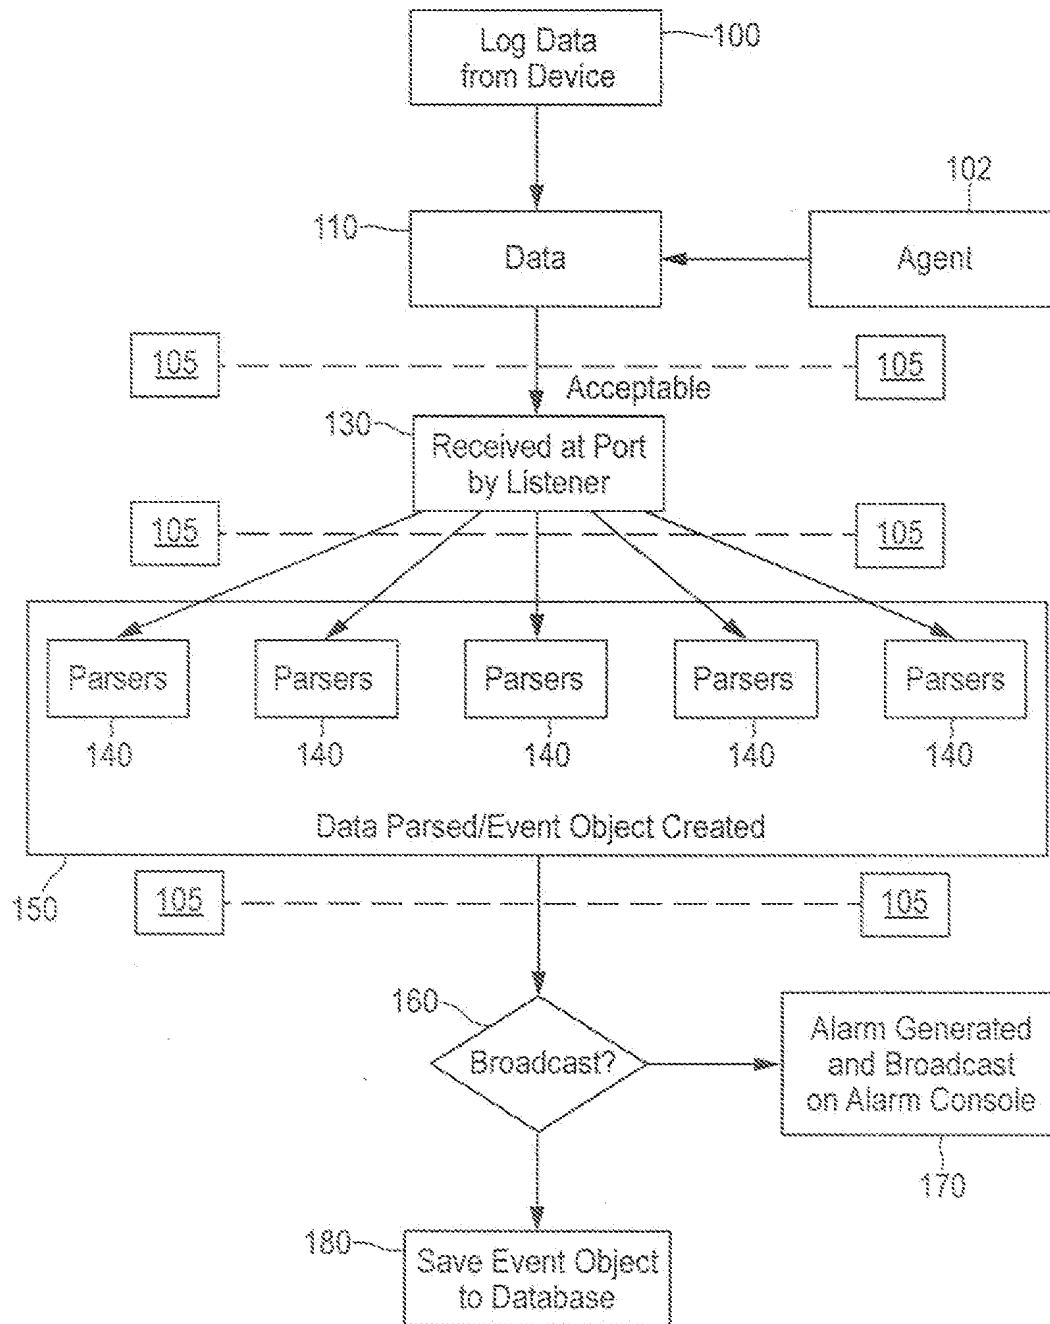 Log Data
from Device
100
102
110
Data
Agent
105
105
Acceptable
130
Received at Port
by Listener
105
105
Parsers
Parsers
Parsers
Parsers
Parsers
140
140
140
140
140
Data Parsed/Event Object Created
150
105
105
160
Broadcast?
Alarm Generated
and Broadcast
on Alarm Console
170
180
Save Event Object
to Database